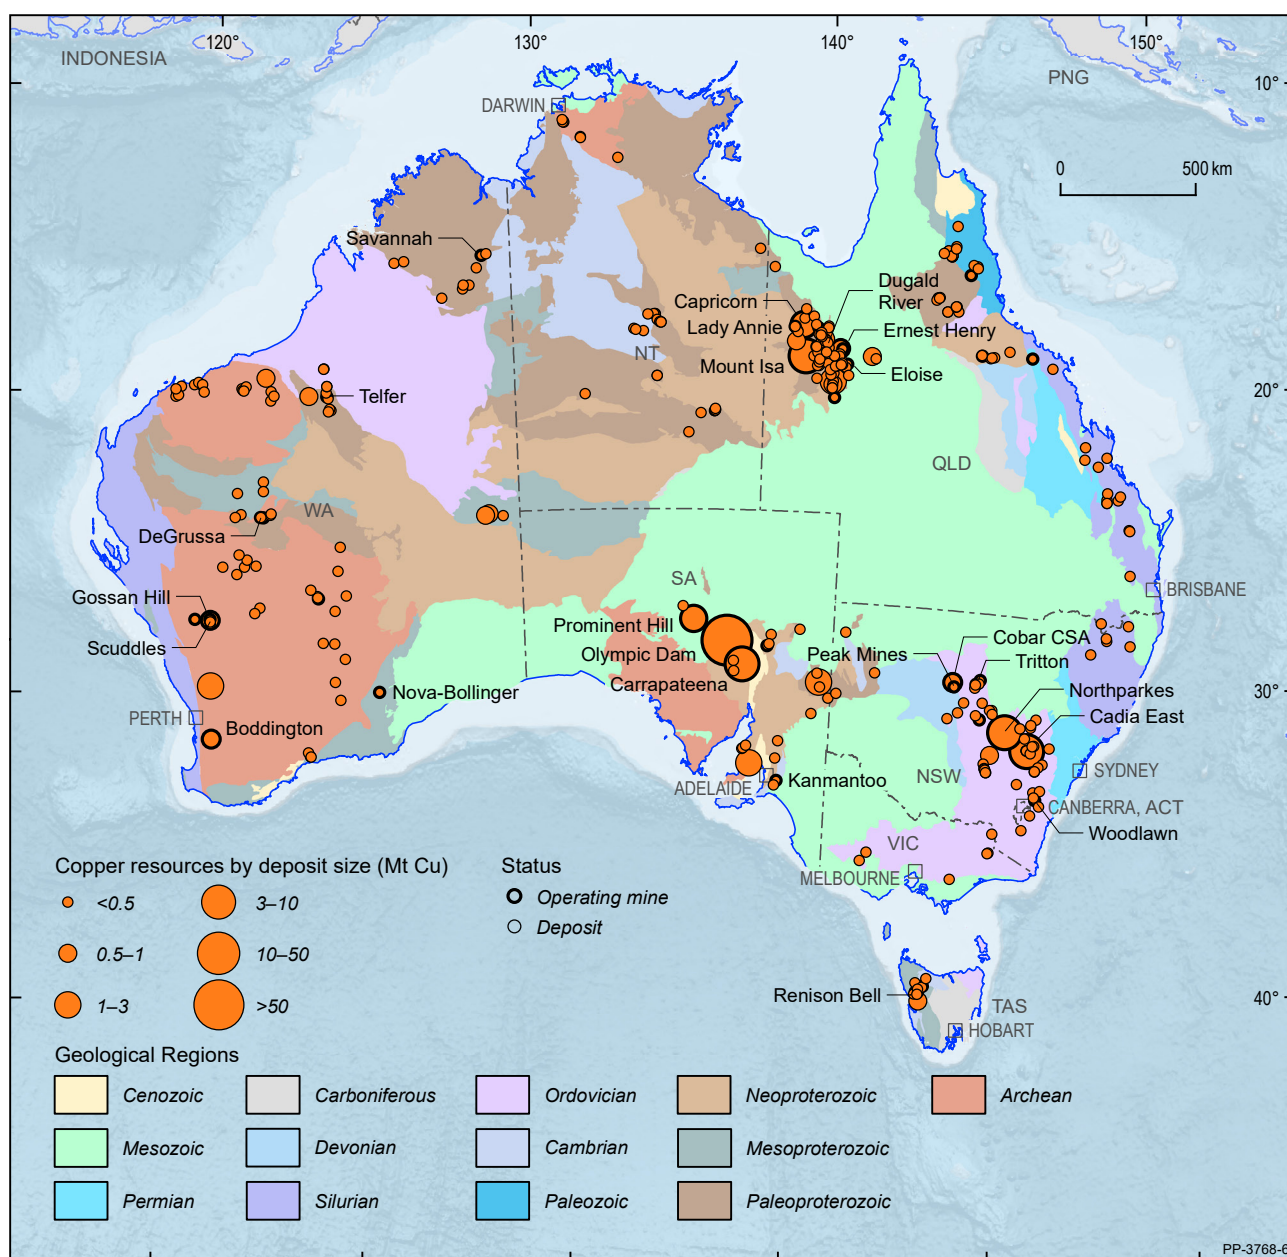 120°
130°
140°
150°
INDONESIA
PNG
10°
DARWIN
0
500 km
Savannah
Dugald
River
Capricorn
Lady Annie
Ernest Henry
NT
Mount Isa
Eloise
20°
Telfer
QLD
WA
DeGrussa
SA
BRISBANE
Gossan Hill
Prominent Hill
Cobar CSA
Scuddles
Olympic Dam
Peak Mines
Tritton
Carrapateena
Nova-Bollinger
Northparkes
30°
PERTH
Boddington
Cadia East
NSW
SYDNEY
ADELAIDE
Kanmantoo
CANBERRA, ACT
Woodlawn
VIC
MELBOURNE
Copper resources by deposit size (Mt Cu)
<0.5
3–10
0.5–1
10–50
1–3
>50
Status
Operating mine
Deposit
Renison Bell
40°
TAS
HOBART
Geological Regions
Cenozoic
Carboniferous
Ordovician
Neoproterozoic
Archean
Mesozoic
Devonian
Cambrian
Mesoproterozoic
Permian
Silurian
Paleozoic
Paleoproterozoic